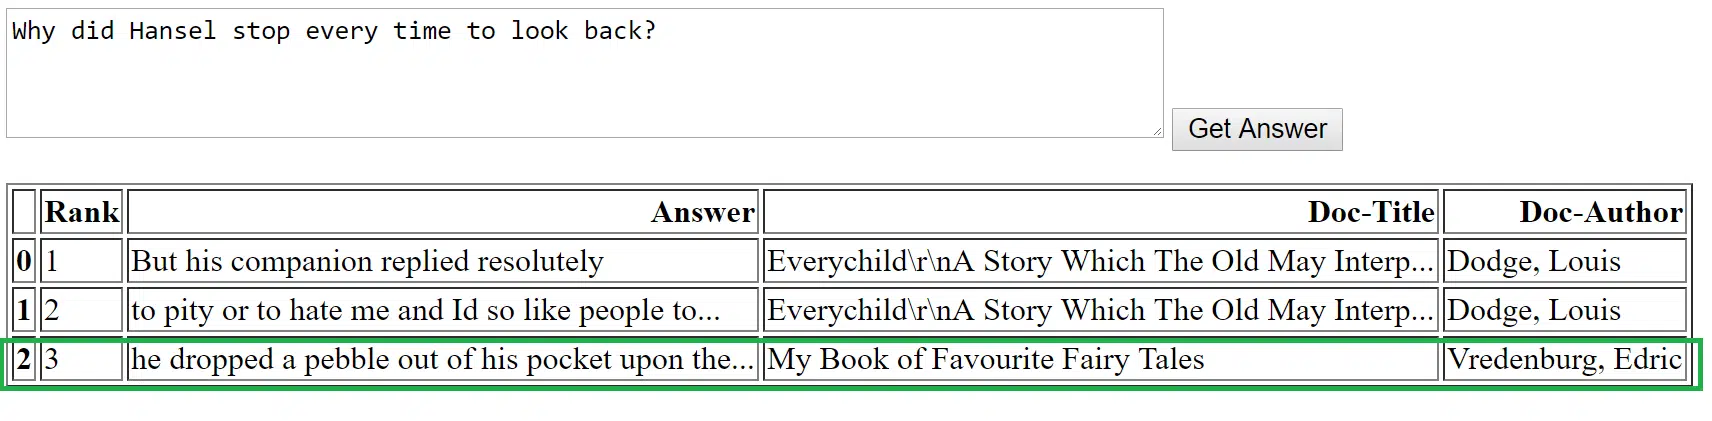 Why did Hansel stop every time to look back?
Get Answer
Rank Answer Doc-Title Doc-Author
0 1 But his companion replied resolutely Everychild\r\nA Story Which The Old May Interp... Dodge, Louis
1 2 to pity or to hate me and Id so like people to... Everychild\r\nA Story Which The Old May Interp... Dodge, Louis
2 3 he dropped a pebble out of his pocket upon the... My Book of Favourite Fairy Tales Vredenburg, Edric